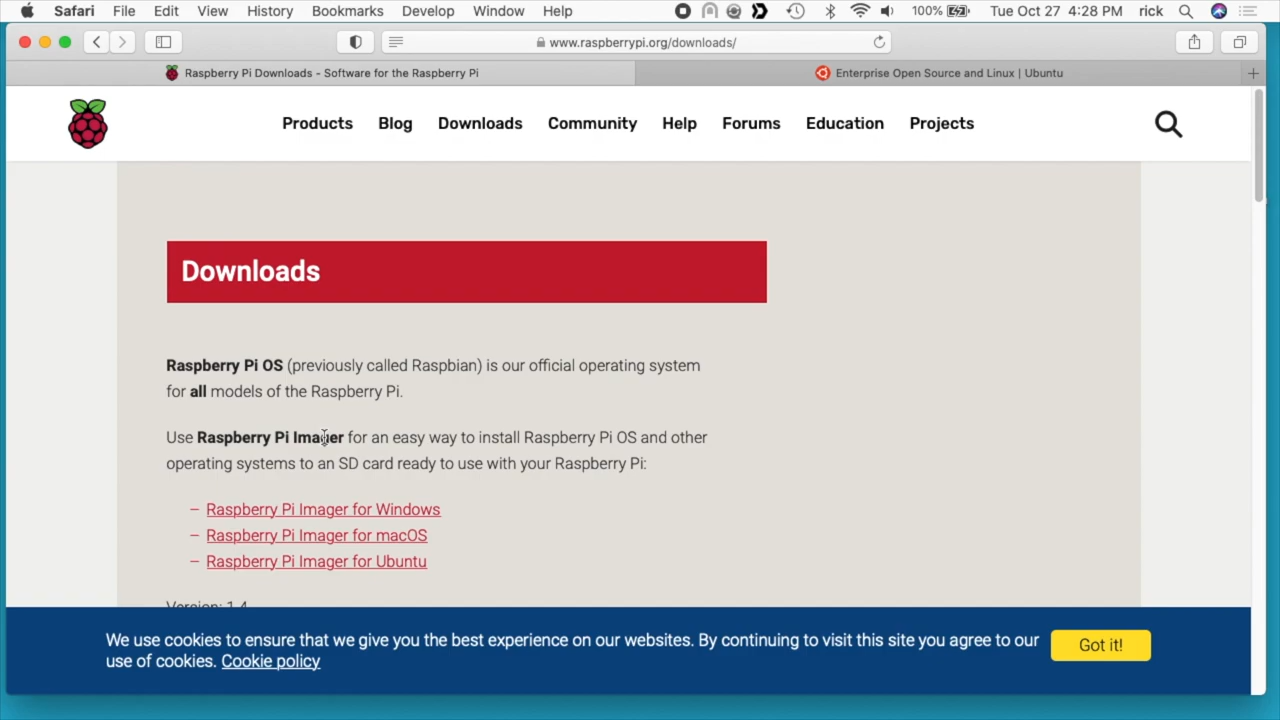 Safari File Edit View History Bookmarks Develop Window Help 100% Tue Oct 27 4:28 PM rick
www.raspberrypi.org/downloads/
Raspberry Pi Downloads - Software for the Raspberry Pi
Enterprise Open Source and Linux | Ubuntu
Products Blog Downloads Community Help Forums Education Projects
Downloads
Raspberry Pi OS (previously called Raspbian) is our official operating system
for all models of the Raspberry Pi.
Use Raspberry Pi Imager for an easy way to install Raspberry Pi OS and other
operating systems to an SD card ready to use with your Raspberry Pi:
– Raspberry Pi Imager for Windows
– Raspberry Pi Imager for macOS
– Raspberry Pi Imager for Ubuntu
Version: 1.4
We use cookies to ensure that we give you the best experience on our websites. By continuing to visit this site you agree to our
use of cookies. Cookie policy
Got it!